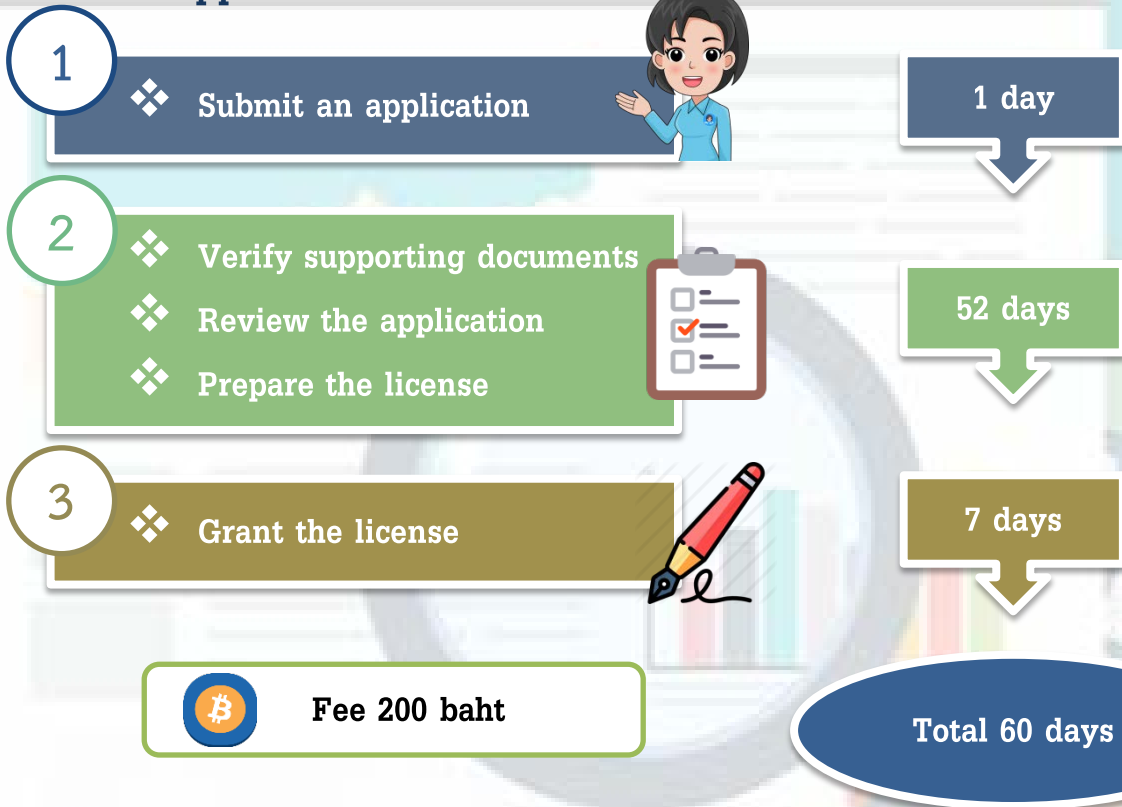 1
Submit an application
1 day
2
Verify supporting documents
Review the application
Prepare the license
52 days
3
Grant the license
7 days
Fee 200 baht
Total 60 days